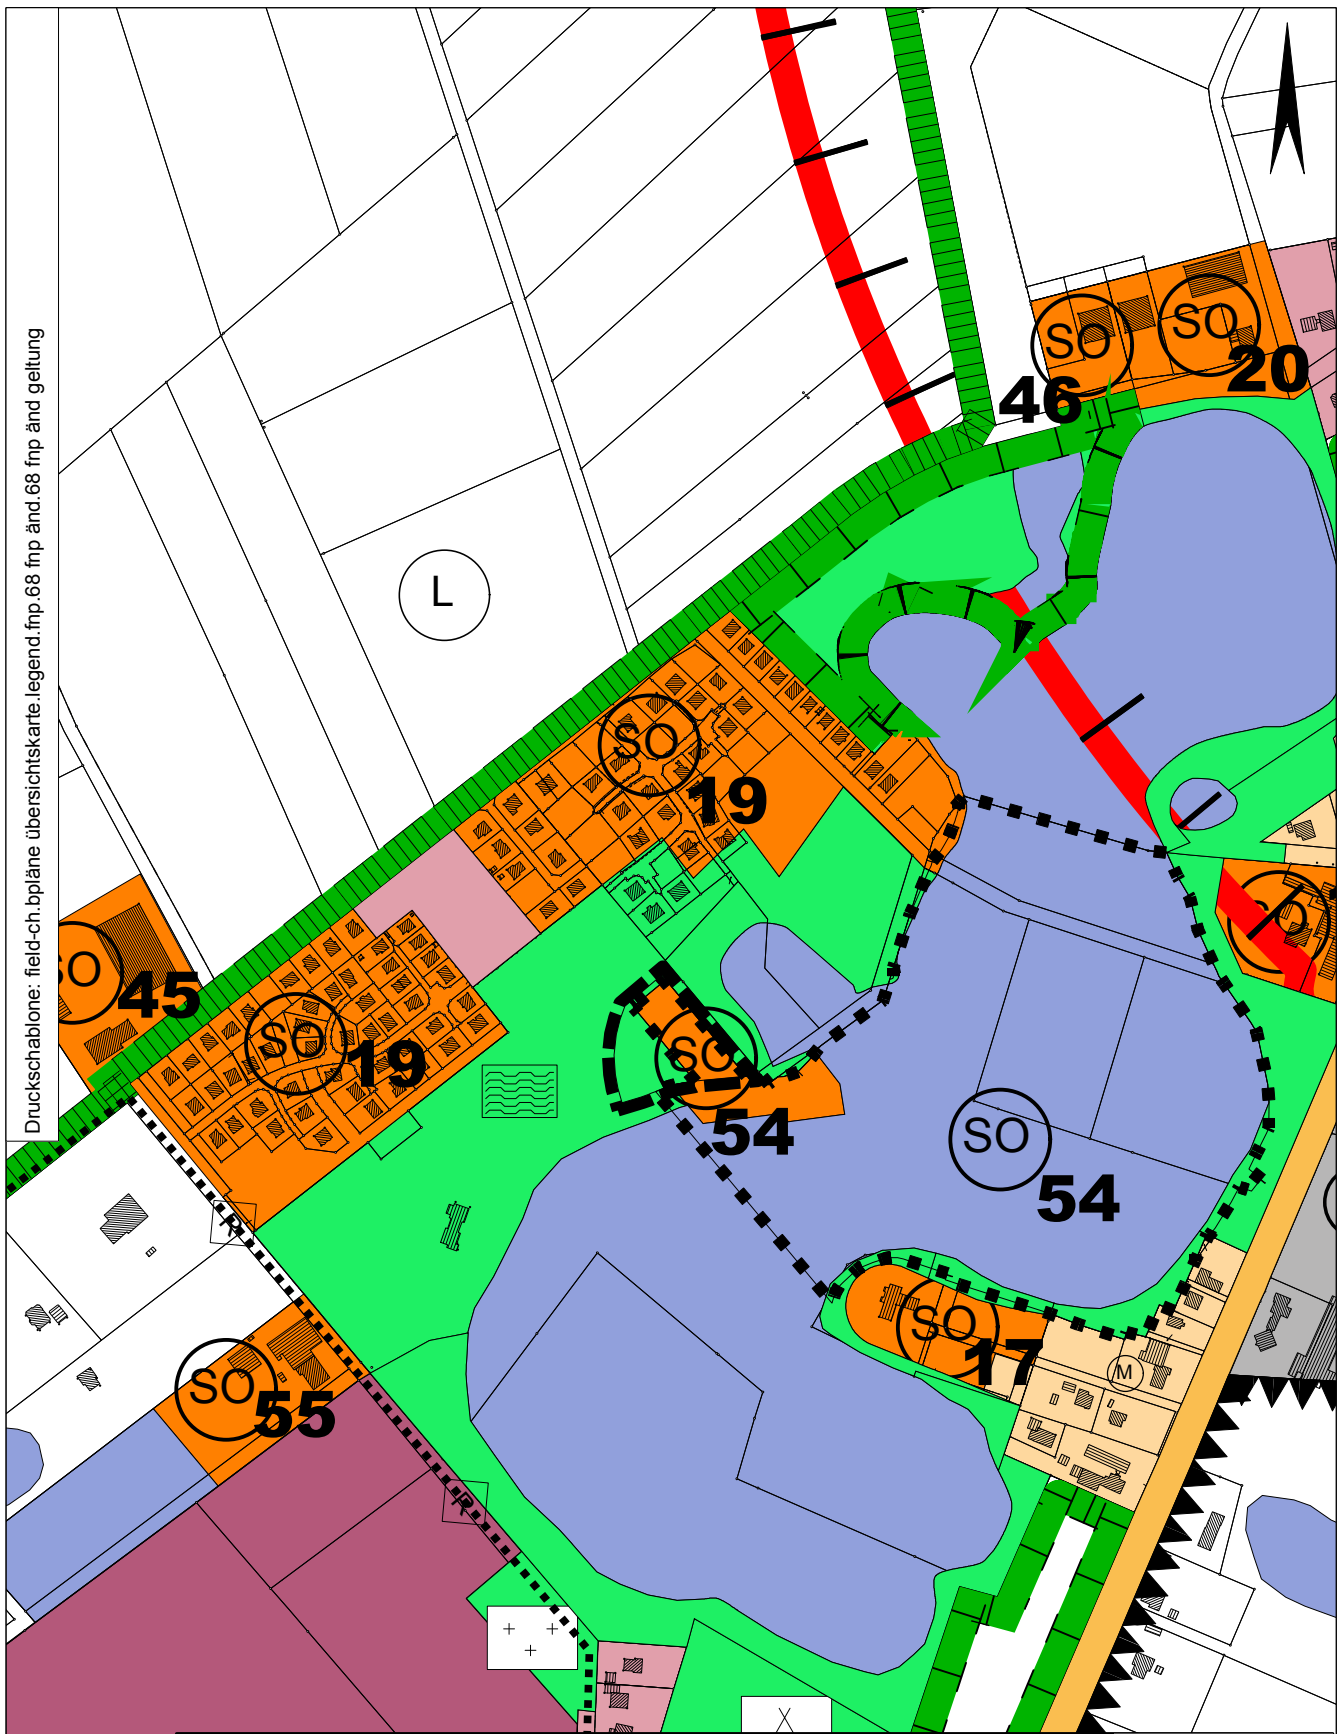 Druckschablone: field-ch.bpläne übersichtskarte.legend.fnp.68 fnp änd.68 fnp änd geltung
SO
20
SO
46
L
SO
19
SO
SO
45
SO
19
SO
54
SO
54
R
SO
17
M
SO
55
R